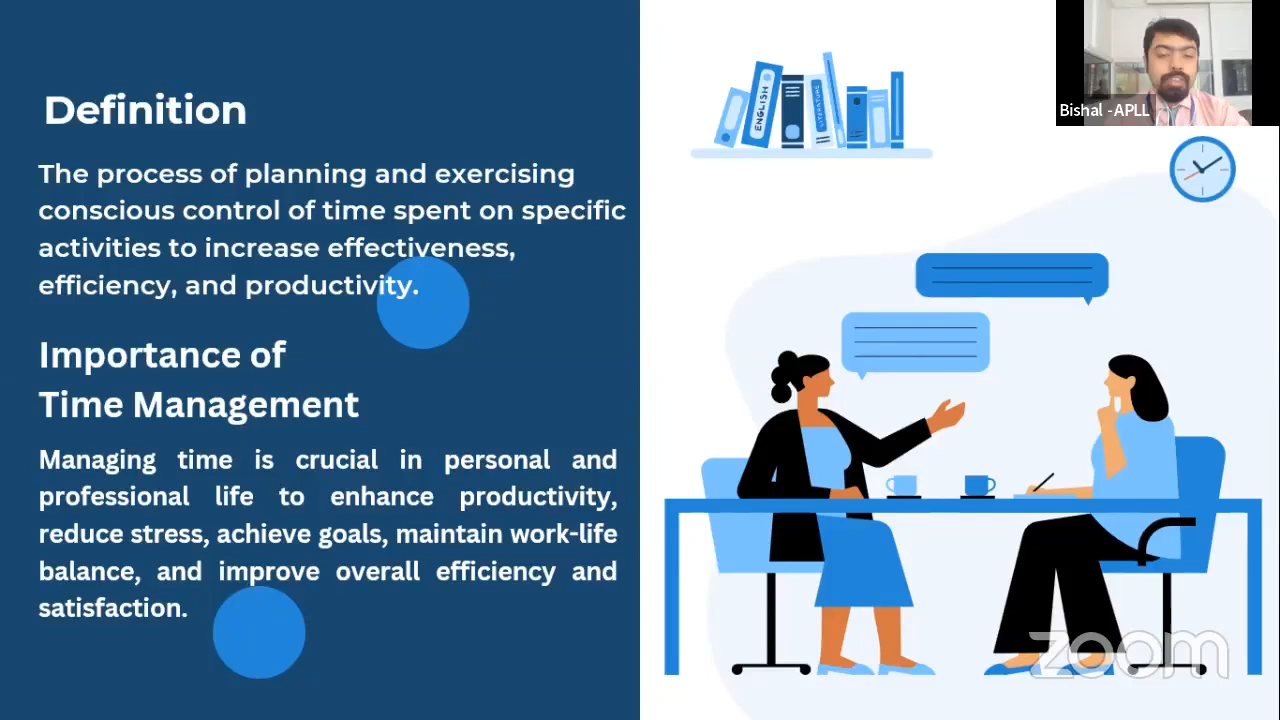 Definition
The process of planning and exercising
conscious control of time spent on specific
activities to increase effectiveness,
efficiency, and productivity.
Importance of
Time Management
Managing time is crucial in personal and
professional life to enhance productivity,
reduce stress, achieve goals, maintain work-life
balance, and improve overall efficiency and
satisfaction.
ENGLISH
LITERATURE
Bishal -APLL
zoom